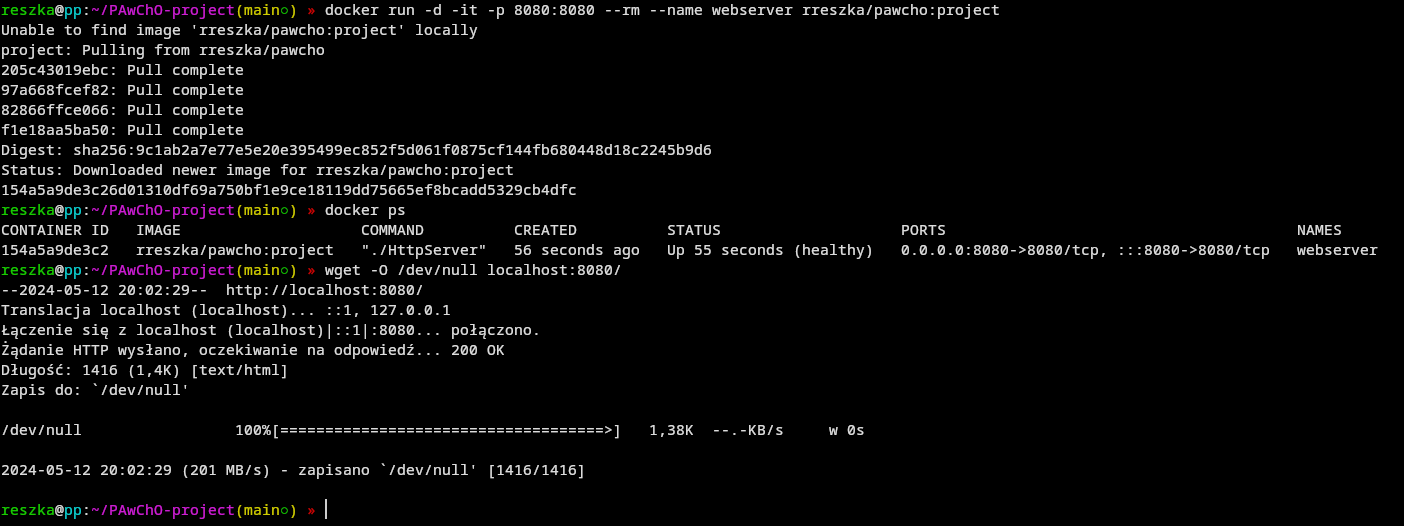 reszka@pp:~/PAwChO-project(main○) » docker run -d -it -p 8080:8080 --rm --name webserver rreszka/pawcho:project
Unable to find image 'rreszka/pawcho:project' locally
project: Pulling from rreszka/pawcho
205c43019ebc: Pull complete
97a668fcef82: Pull complete
82866ffce066: Pull complete
f1e18aa5ba50: Pull complete
Digest: sha256:9c1ab2a7e77e5e20e395499ec852f5d061f0875cf144fb680448d18c2245b9d6
Status: Downloaded newer image for rreszka/pawcho:project
154a5a9de3c26d01310df69a750bf1e9ce18119dd75665ef8bcadd5329cb4dfc
reszka@pp:~/PAwChO-project(main○) » docker ps
CONTAINER ID   IMAGE                    COMMAND          CREATED          STATUS                    PORTS                                       NAMES
154a5a9de3c2   rreszka/pawcho:project   "./HttpServer"   56 seconds ago   Up 55 seconds (healthy)   0.0.0.0:8080->8080/tcp, :::8080->8080/tcp   webserver
reszka@pp:~/PAwChO-project(main○) » wget -O /dev/null localhost:8080/
--2024-05-12 20:02:29--  http://localhost:8080/
Translacja localhost (localhost)... ::1, 127.0.0.1
Łączenie się z localhost (localhost)|::1|:8080... połączono.
Żądanie HTTP wysłano, oczekiwanie na odpowiedź... 200 OK
Długość: 1416 (1,4K) [text/html]
Zapis do: `/dev/null'
/dev/null                 100%[====================================>]   1,38K  --.-KB/s     w 0s
2024-05-12 20:02:29 (201 MB/s) - zapisano `/dev/null' [1416/1416]
reszka@pp:~/PAwChO-project(main○) »